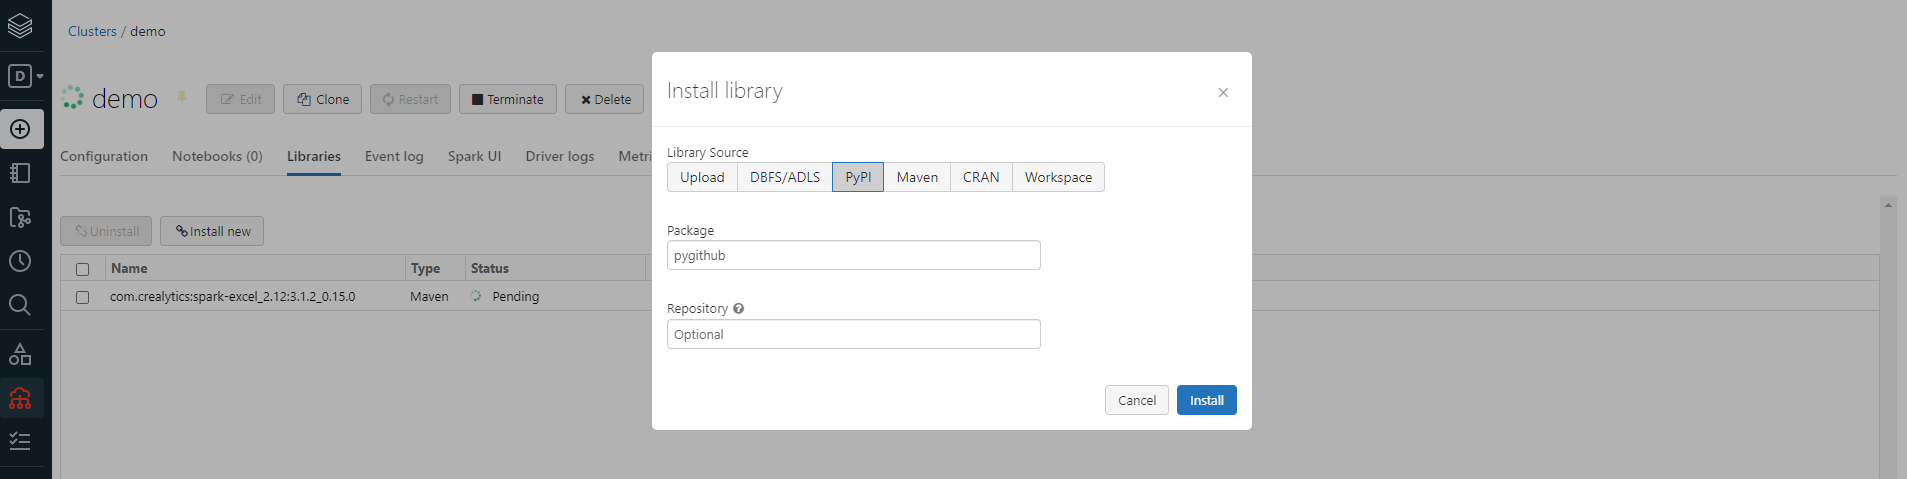 D
Clusters / demo
demo
Edit
Clone
Restart
Terminate
Delete
Configuration
Notebooks (0)
Libraries
Event log
Spark UI
Driver logs
Metri
Uninstall
Install new
Name
Type
Status
com.crealytics:spark-excel_2.12:3.1.2_0.15.0
Maven
Pending
Install library
×
Library Source
Upload
DBFS/ADLS
PyPI
Maven
CRAN
Workspace
Package
pygithub
Repository
Optional
Cancel
Install